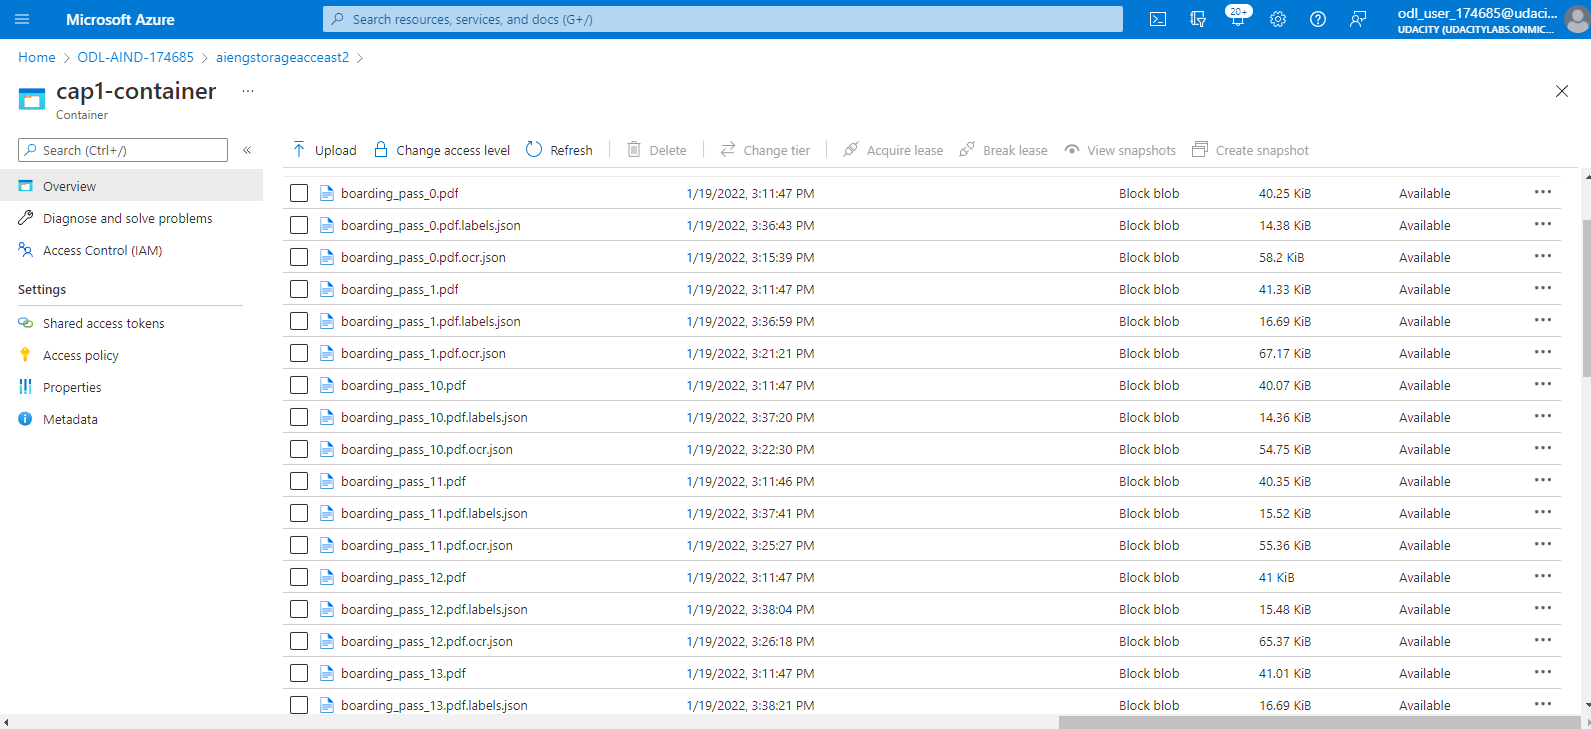 Microsoft Azure
Search resources, services, and docs (G+/)
20+
odl_user_174685@udaci...
UDACITY (UDACITYLABS.ONMIC...
Home > ODL-AIND-174685 > aiengstorageacceast2 >
cap1-container ...
Container
Search (Ctrl+/) «
Upload Change access level Refresh Delete Change tier Acquire lease Break lease View snapshots Create snapshot
Overview
Diagnose and solve problems
Access Control (IAM)
Settings
Shared access tokens
Access policy
Properties
Metadata
boarding_pass_0.pdf 1/19/2022, 3:11:47 PM Block blob 40.25 KiB Available ...
boarding_pass_0.pdf.labels.json 1/19/2022, 3:36:43 PM Block blob 14.38 KiB Available ...
boarding_pass_0.pdf.ocr.json 1/19/2022, 3:15:39 PM Block blob 58.2 KiB Available ...
boarding_pass_1.pdf 1/19/2022, 3:11:47 PM Block blob 41.33 KiB Available ...
boarding_pass_1.pdf.labels.json 1/19/2022, 3:36:59 PM Block blob 16.69 KiB Available ...
boarding_pass_1.pdf.ocr.json 1/19/2022, 3:21:21 PM Block blob 67.17 KiB Available ...
boarding_pass_10.pdf 1/19/2022, 3:11:47 PM Block blob 40.07 KiB Available ...
boarding_pass_10.pdf.labels.json 1/19/2022, 3:37:20 PM Block blob 14.36 KiB Available ...
boarding_pass_10.pdf.ocr.json 1/19/2022, 3:22:30 PM Block blob 54.75 KiB Available ...
boarding_pass_11.pdf 1/19/2022, 3:11:46 PM Block blob 40.35 KiB Available ...
boarding_pass_11.pdf.labels.json 1/19/2022, 3:37:41 PM Block blob 15.52 KiB Available ...
boarding_pass_11.pdf.ocr.json 1/19/2022, 3:25:27 PM Block blob 55.36 KiB Available ...
boarding_pass_12.pdf 1/19/2022, 3:11:47 PM Block blob 41 KiB Available ...
boarding_pass_12.pdf.labels.json 1/19/2022, 3:38:04 PM Block blob 15.48 KiB Available ...
boarding_pass_12.pdf.ocr.json 1/19/2022, 3:26:18 PM Block blob 65.37 KiB Available ...
boarding_pass_13.pdf 1/19/2022, 3:11:47 PM Block blob 41.01 KiB Available ...
boarding_pass_13.pdf.labels.json 1/19/2022, 3:38:21 PM Block blob 16.69 KiB Available ...